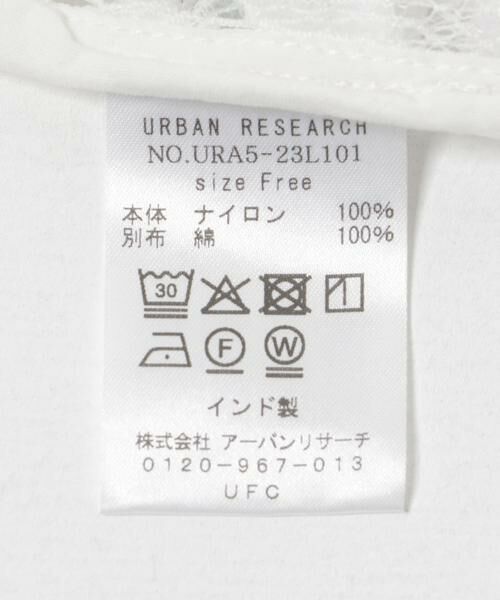 URBAN RESEARCH
NO.URA5-23L101
size Free
本体 ナイロン 100%
別布 綿 100%
30
F W
インド製
株式会社 アーバンリサーチ
0120-967-013
UFC